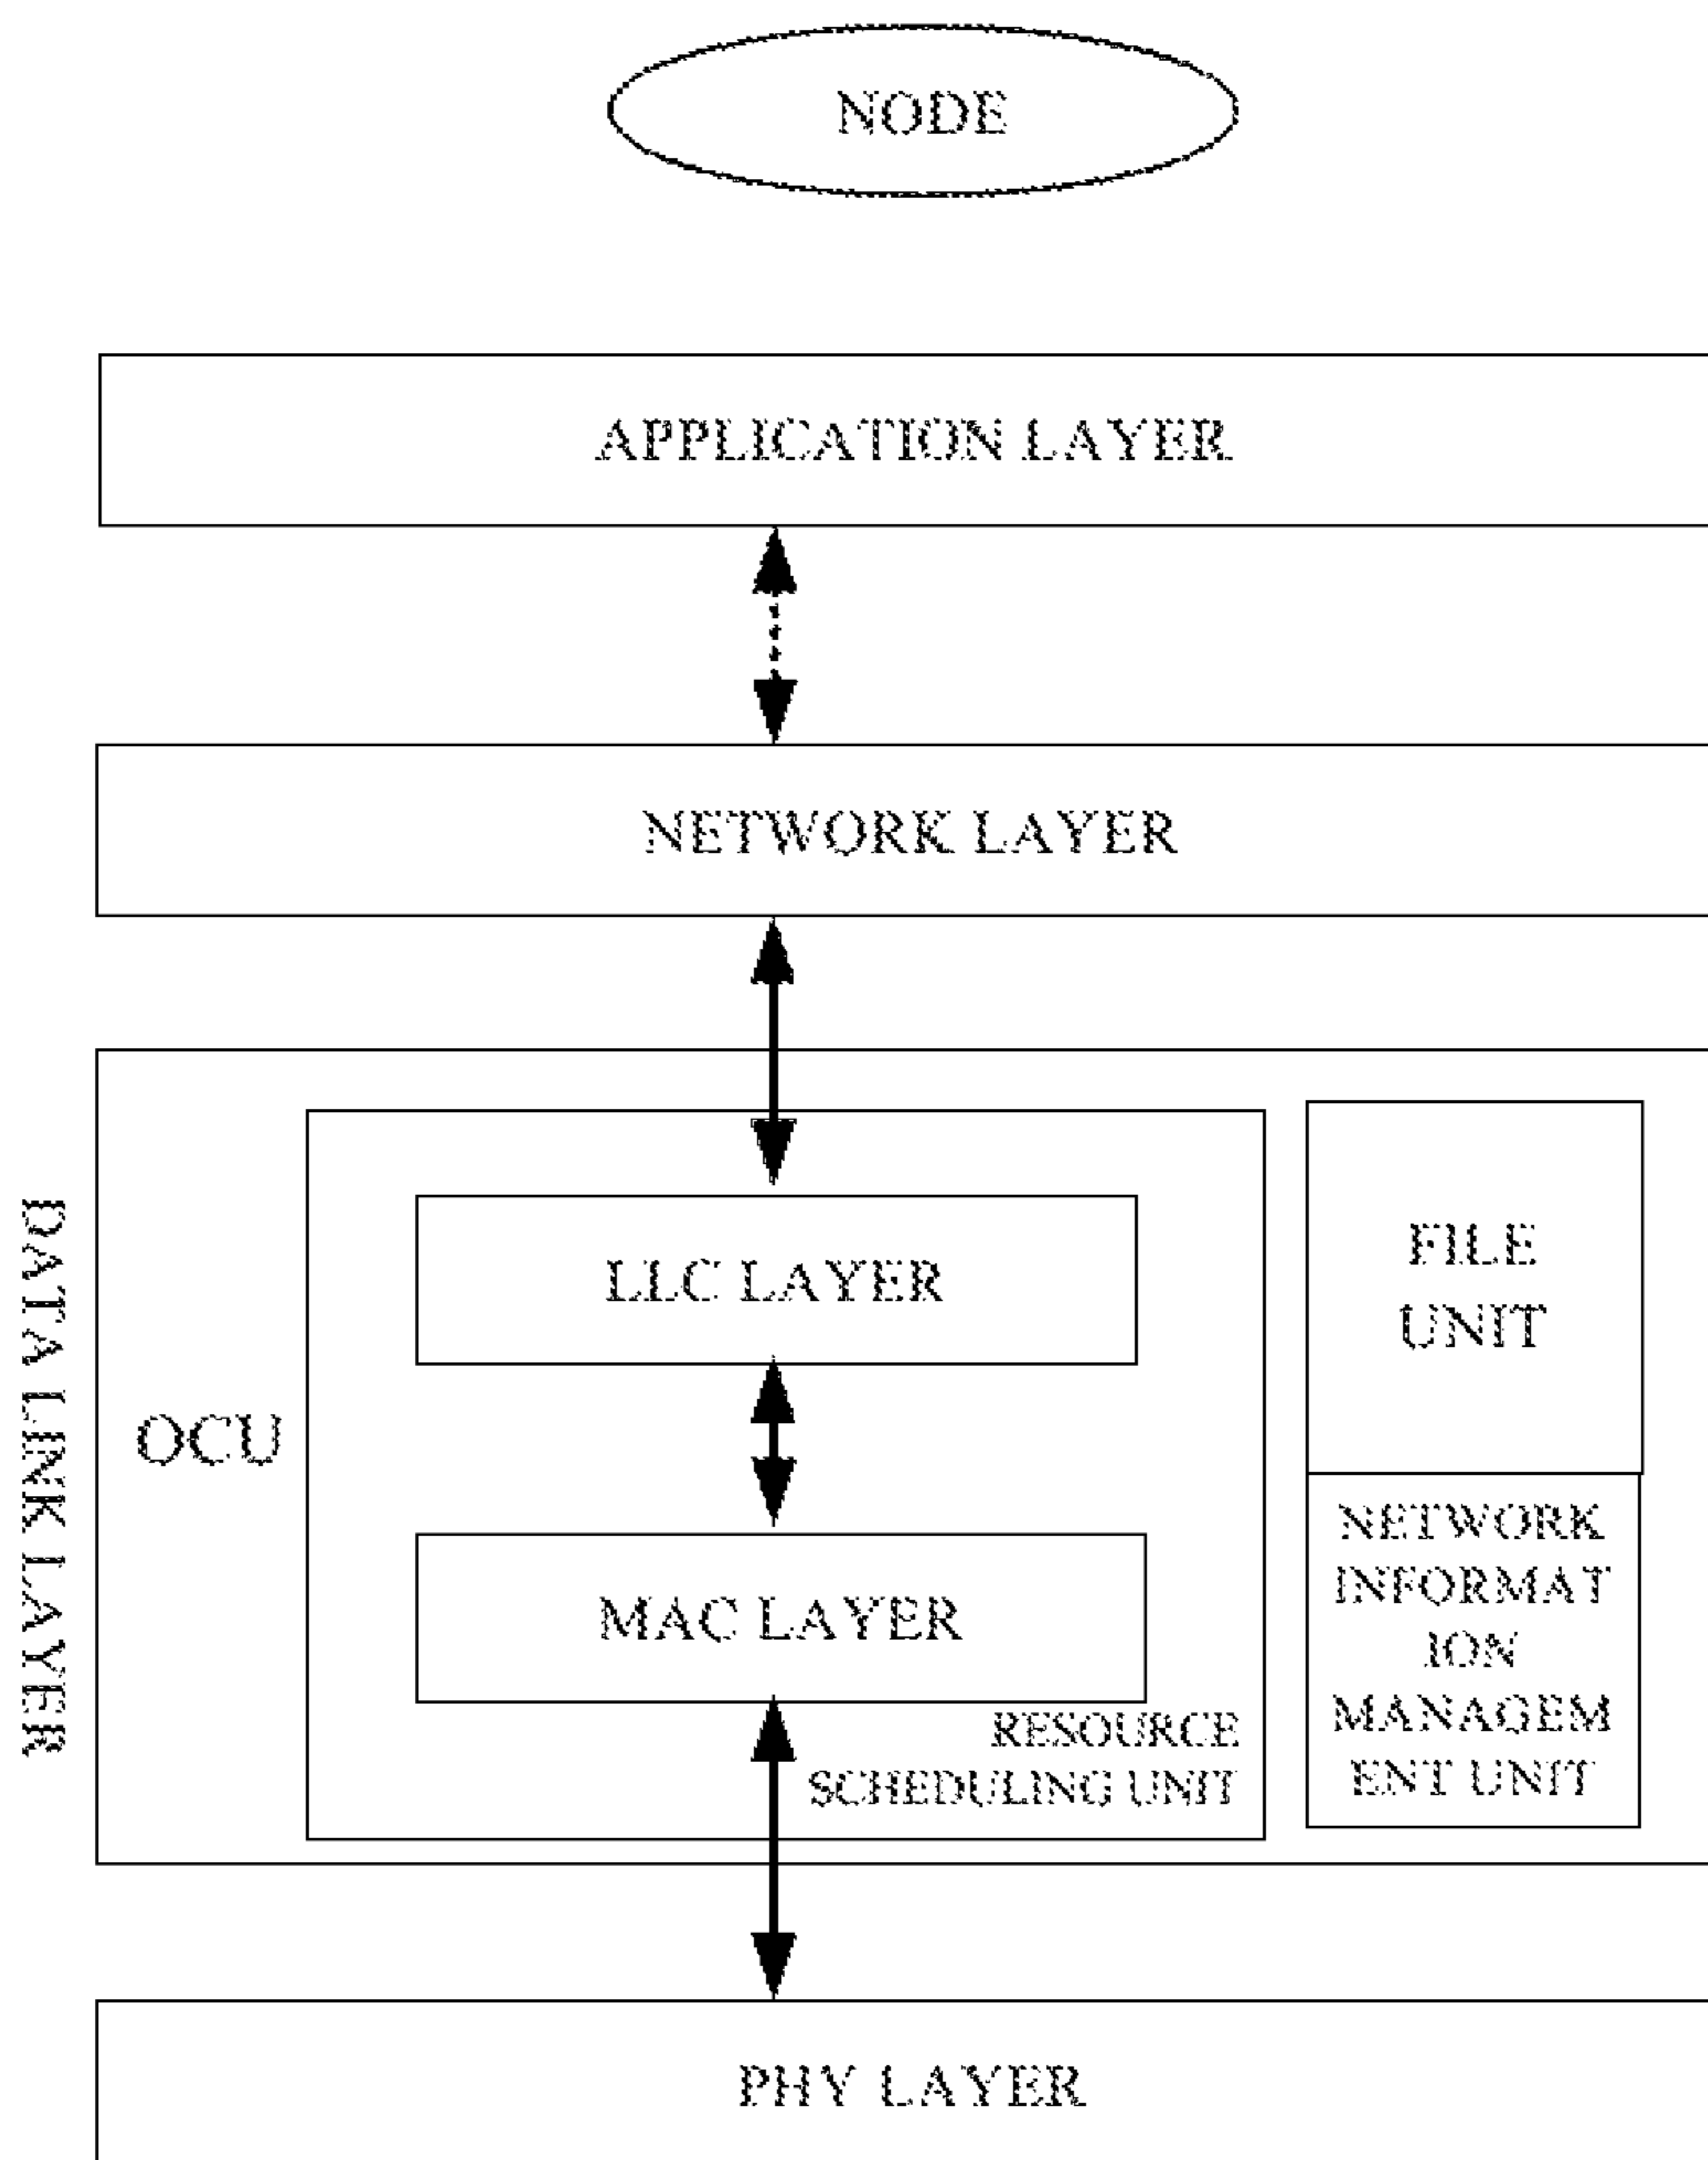 NODE
APPLICATION LAYER
NETWORK LAYER
DATA LINK LAYER
OCU
LLC LAYER
MAC LAYER
RESOURCE
SCHEDULING UNIT
FILE
UNIT
NETWORK
INFORMAT
ION
MANAGEM
ENT UNIT
PHY LAYER